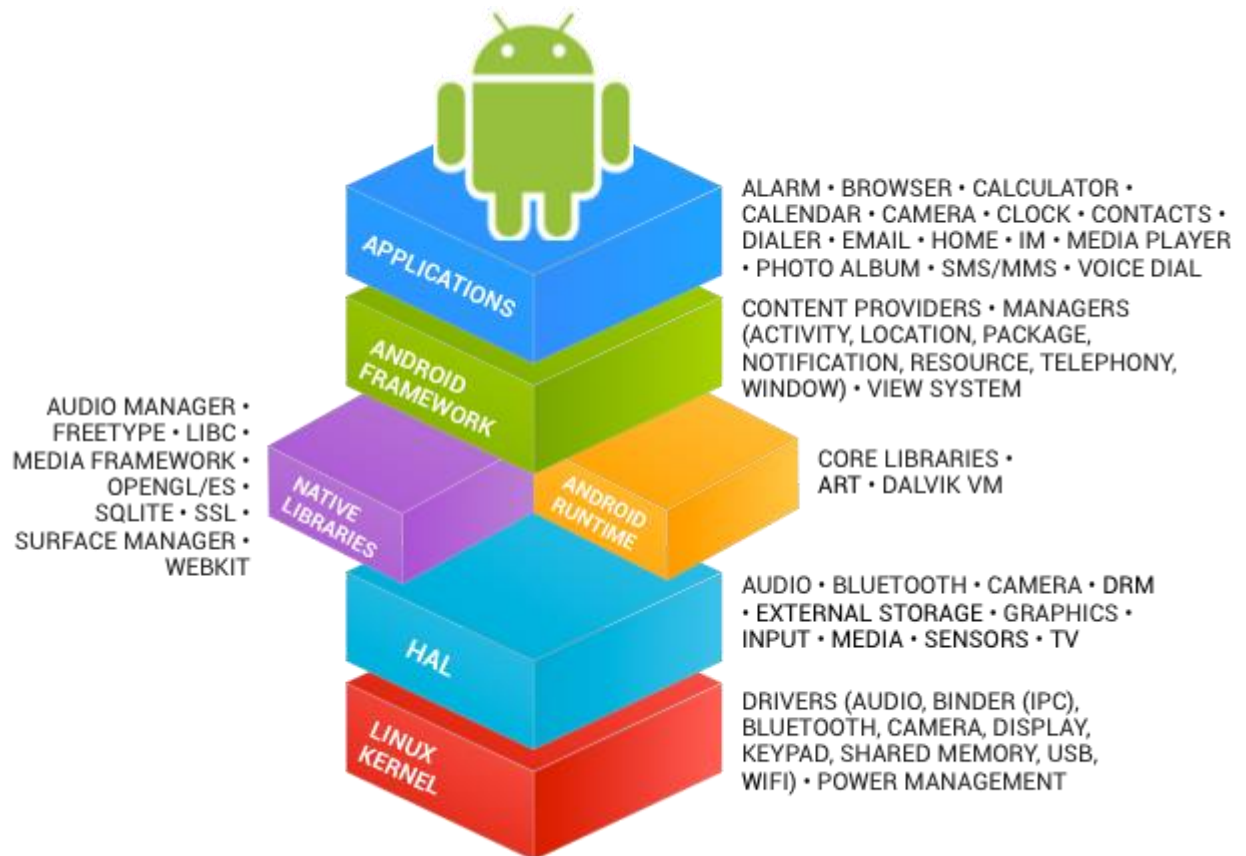 APPLICATIONS
ALARM • BROWSER • CALCULATOR •
CALENDAR • CAMERA • CLOCK • CONTACTS •
DIALER • EMAIL • HOME • IM • MEDIA PLAYER
• PHOTO ALBUM • SMS/MMS • VOICE DIAL
ANDROID
FRAMEWORK
CONTENT PROVIDERS • MANAGERS
(ACTIVITY, LOCATION, PACKAGE,
NOTIFICATION, RESOURCE, TELEPHONY,
WINDOW) • VIEW SYSTEM
AUDIO MANAGER •
FREETYPE • LIBC •
MEDIA FRAMEWORK •
OPENGL/ES •
SQLITE • SSL •
SURFACE MANAGER •
WEBKIT
NATIVE
LIBRARIES
ANDROID
RUNTIME
CORE LIBRARIES •
ART • DALVIK VM
HAL
AUDIO • BLUETOOTH • CAMERA • DRM
• EXTERNAL STORAGE • GRAPHICS •
INPUT • MEDIA • SENSORS • TV
LINUX
KERNEL
DRIVERS (AUDIO, BINDER (IPC),
BLUETOOTH, CAMERA, DISPLAY,
KEYPAD, SHARED MEMORY, USB,
WIFI) • POWER MANAGEMENT